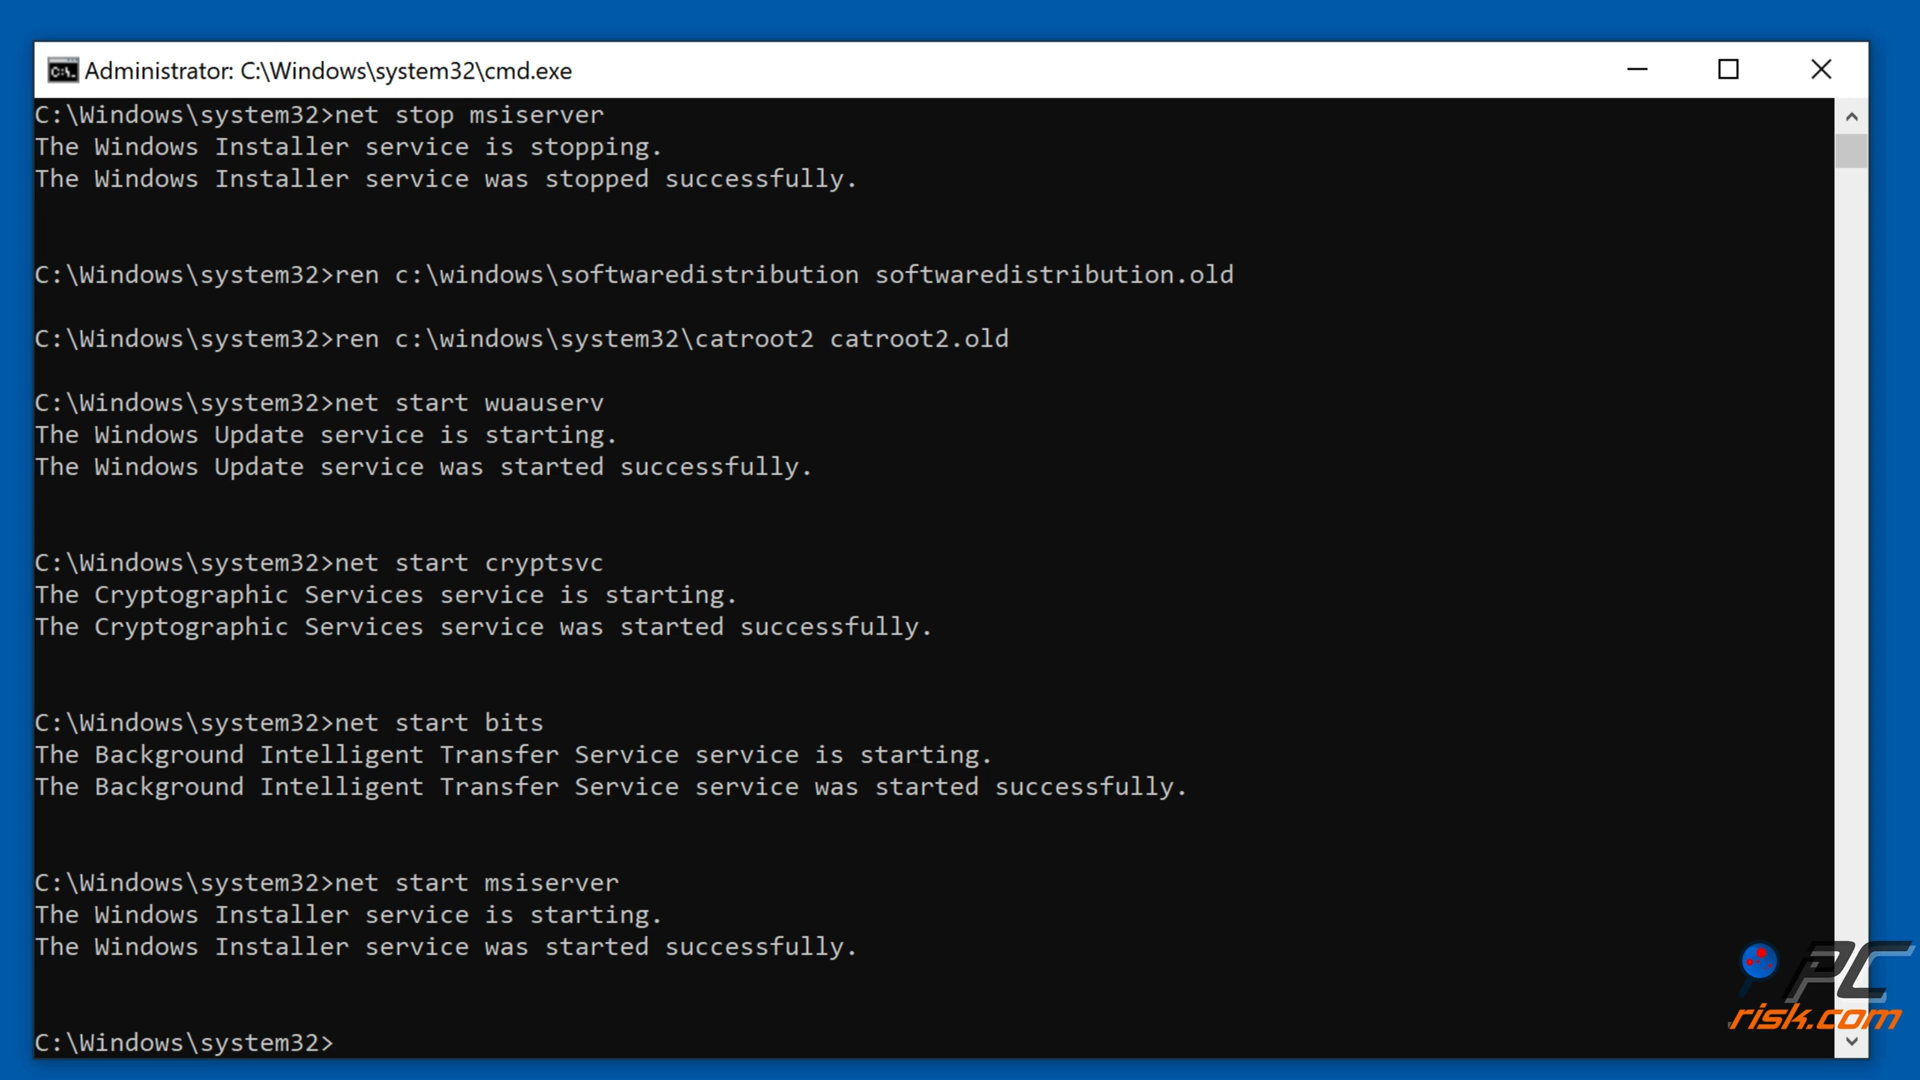 Administrator: C:\Windows\system32\cmd.exe
C:\Windows\system32>net stop msiserver
The Windows Installer service is stopping.
The Windows Installer service was stopped successfully.
C:\Windows\system32>ren c:\windows\softwaredistribution softwaredistribution.old
C:\Windows\system32>ren c:\windows\system32\catroot2 catroot2.old
C:\Windows\system32>net start wuauserv
The Windows Update service is starting.
The Windows Update service was started successfully.
C:\Windows\system32>net start cryptsvc
The Cryptographic Services service is starting.
The Cryptographic Services service was started successfully.
C:\Windows\system32>net start bits
The Background Intelligent Transfer Service service is starting.
The Background Intelligent Transfer Service service was started successfully.
C:\Windows\system32>net start msiserver
The Windows Installer service is starting.
The Windows Installer service was started successfully.
C:\Windows\system32>
PC
risk.com